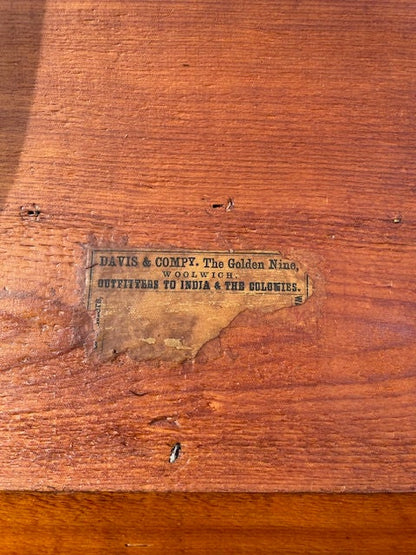 DAVIS & COMPY. The Golden Nine,
WOOLWICH.
OUTFITTERS TO INDIA & THE COLONIES.